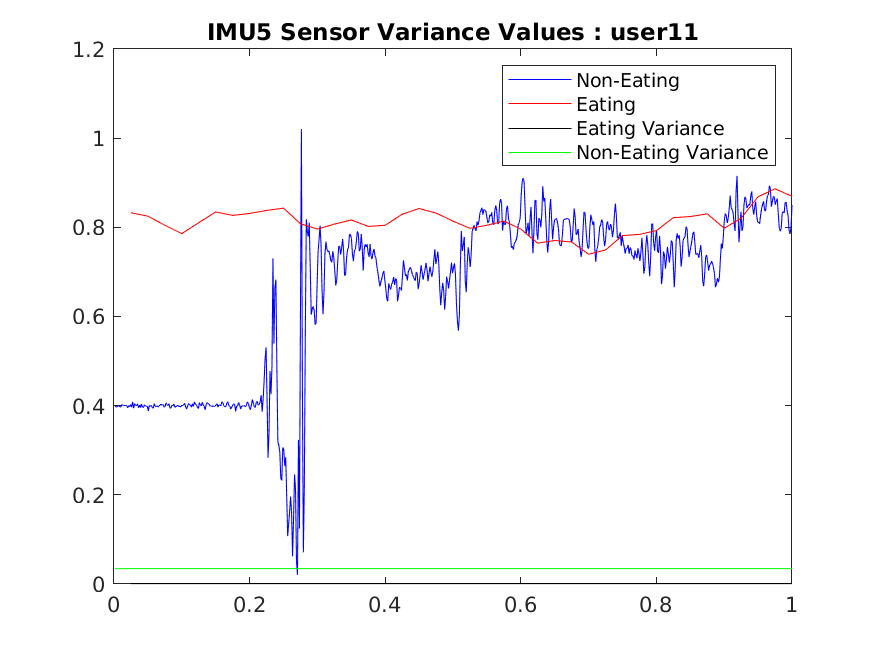 IMU5 Sensor Variance Values : user11
1.2
1
0.8
0.6
0.4
0.2
0
Non-Eating
Eating
Eating Variance
Non-Eating Variance
0 0.2 0.4 0.6 0.8 1